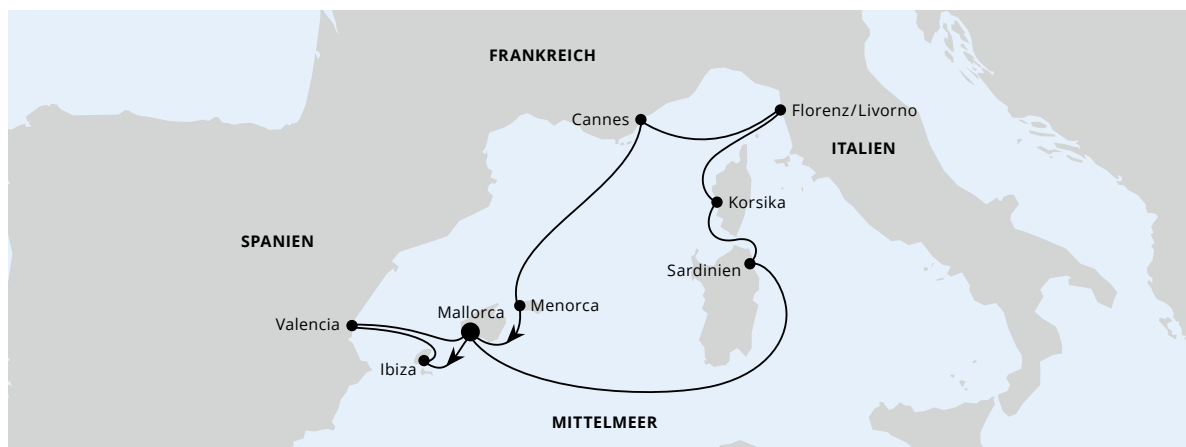 FRANKREICH
Cannes
Florenz/Livorno
ITALIEN
Korsika
SPANIEN
Sardinien
Menorca
Mallorca
Valencia
Ibiza
MITTELMEER